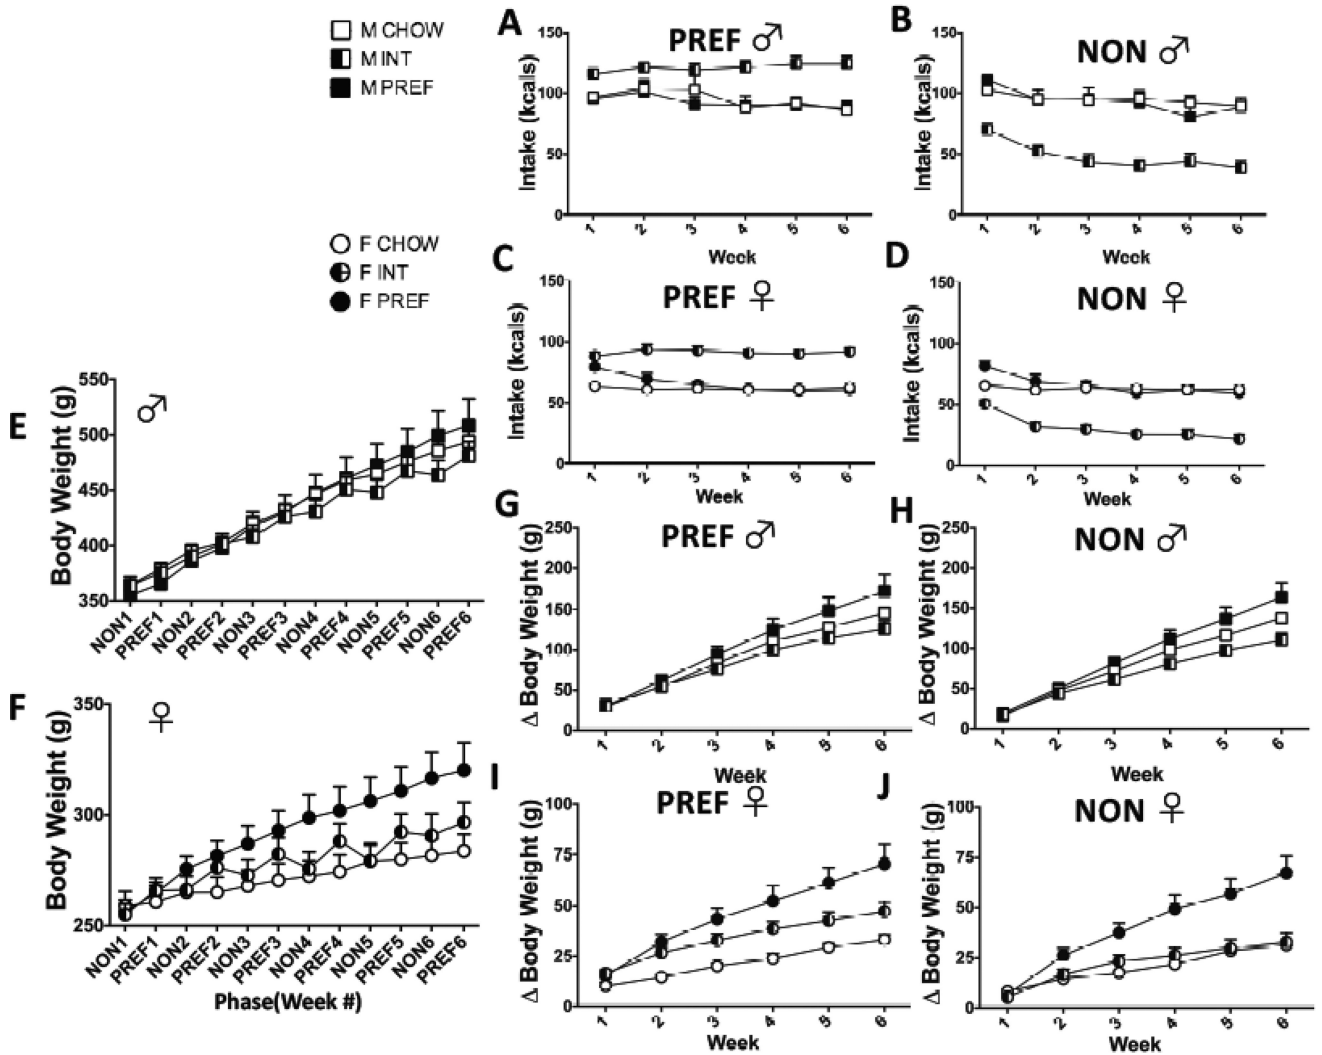 M CHOW
M INT
M PREF
F CHOW
F INT
F PREF
A
PREF ♂
Intake (kcalls)
150
100
50
0
1 2 3 4 5 6
Week
B
NON ♂
Intake (kcalls)
150
100
50
0
1 2 3 4 5 6
Week
C
PREF ♀
Intake (kcalls)
150
100
50
0
1 2 3 4 5 6
Week
D
NON ♀
Intake (kcalls)
150
100
50
0
1 2 3 4 5 6
Week
E
♂
Body Weight (g)
550
500
450
400
350
NON1 PREF1 NON2 PREF2 NON3 PREF3 NON4 PREF4 NON5 PREF5 NON6 PREF6
F
♀
Body Weight (g)
350
300
250
NON1 PREF1 NON2 PREF2 NON3 PREF3 NON4 PREF4 NON5 PREF5 NON6 PREF6
Phase(Week #)
G
PREF ♂
Δ Body Weight (g)
250
200
150
100
50
0
1 2 3 4 5 6
Week
H
NON ♂
Δ Body Weight (g)
250
200
150
100
50
0
1 2 3 4 5 6
Week
I
PREF ♀
Δ Body Weight (g)
100
75
50
25
0
1 2 3 4 5 6
Week
J
NON ♀
Δ Body Weight (g)
100
75
50
25
0
1 2 3 4 5 6
Week